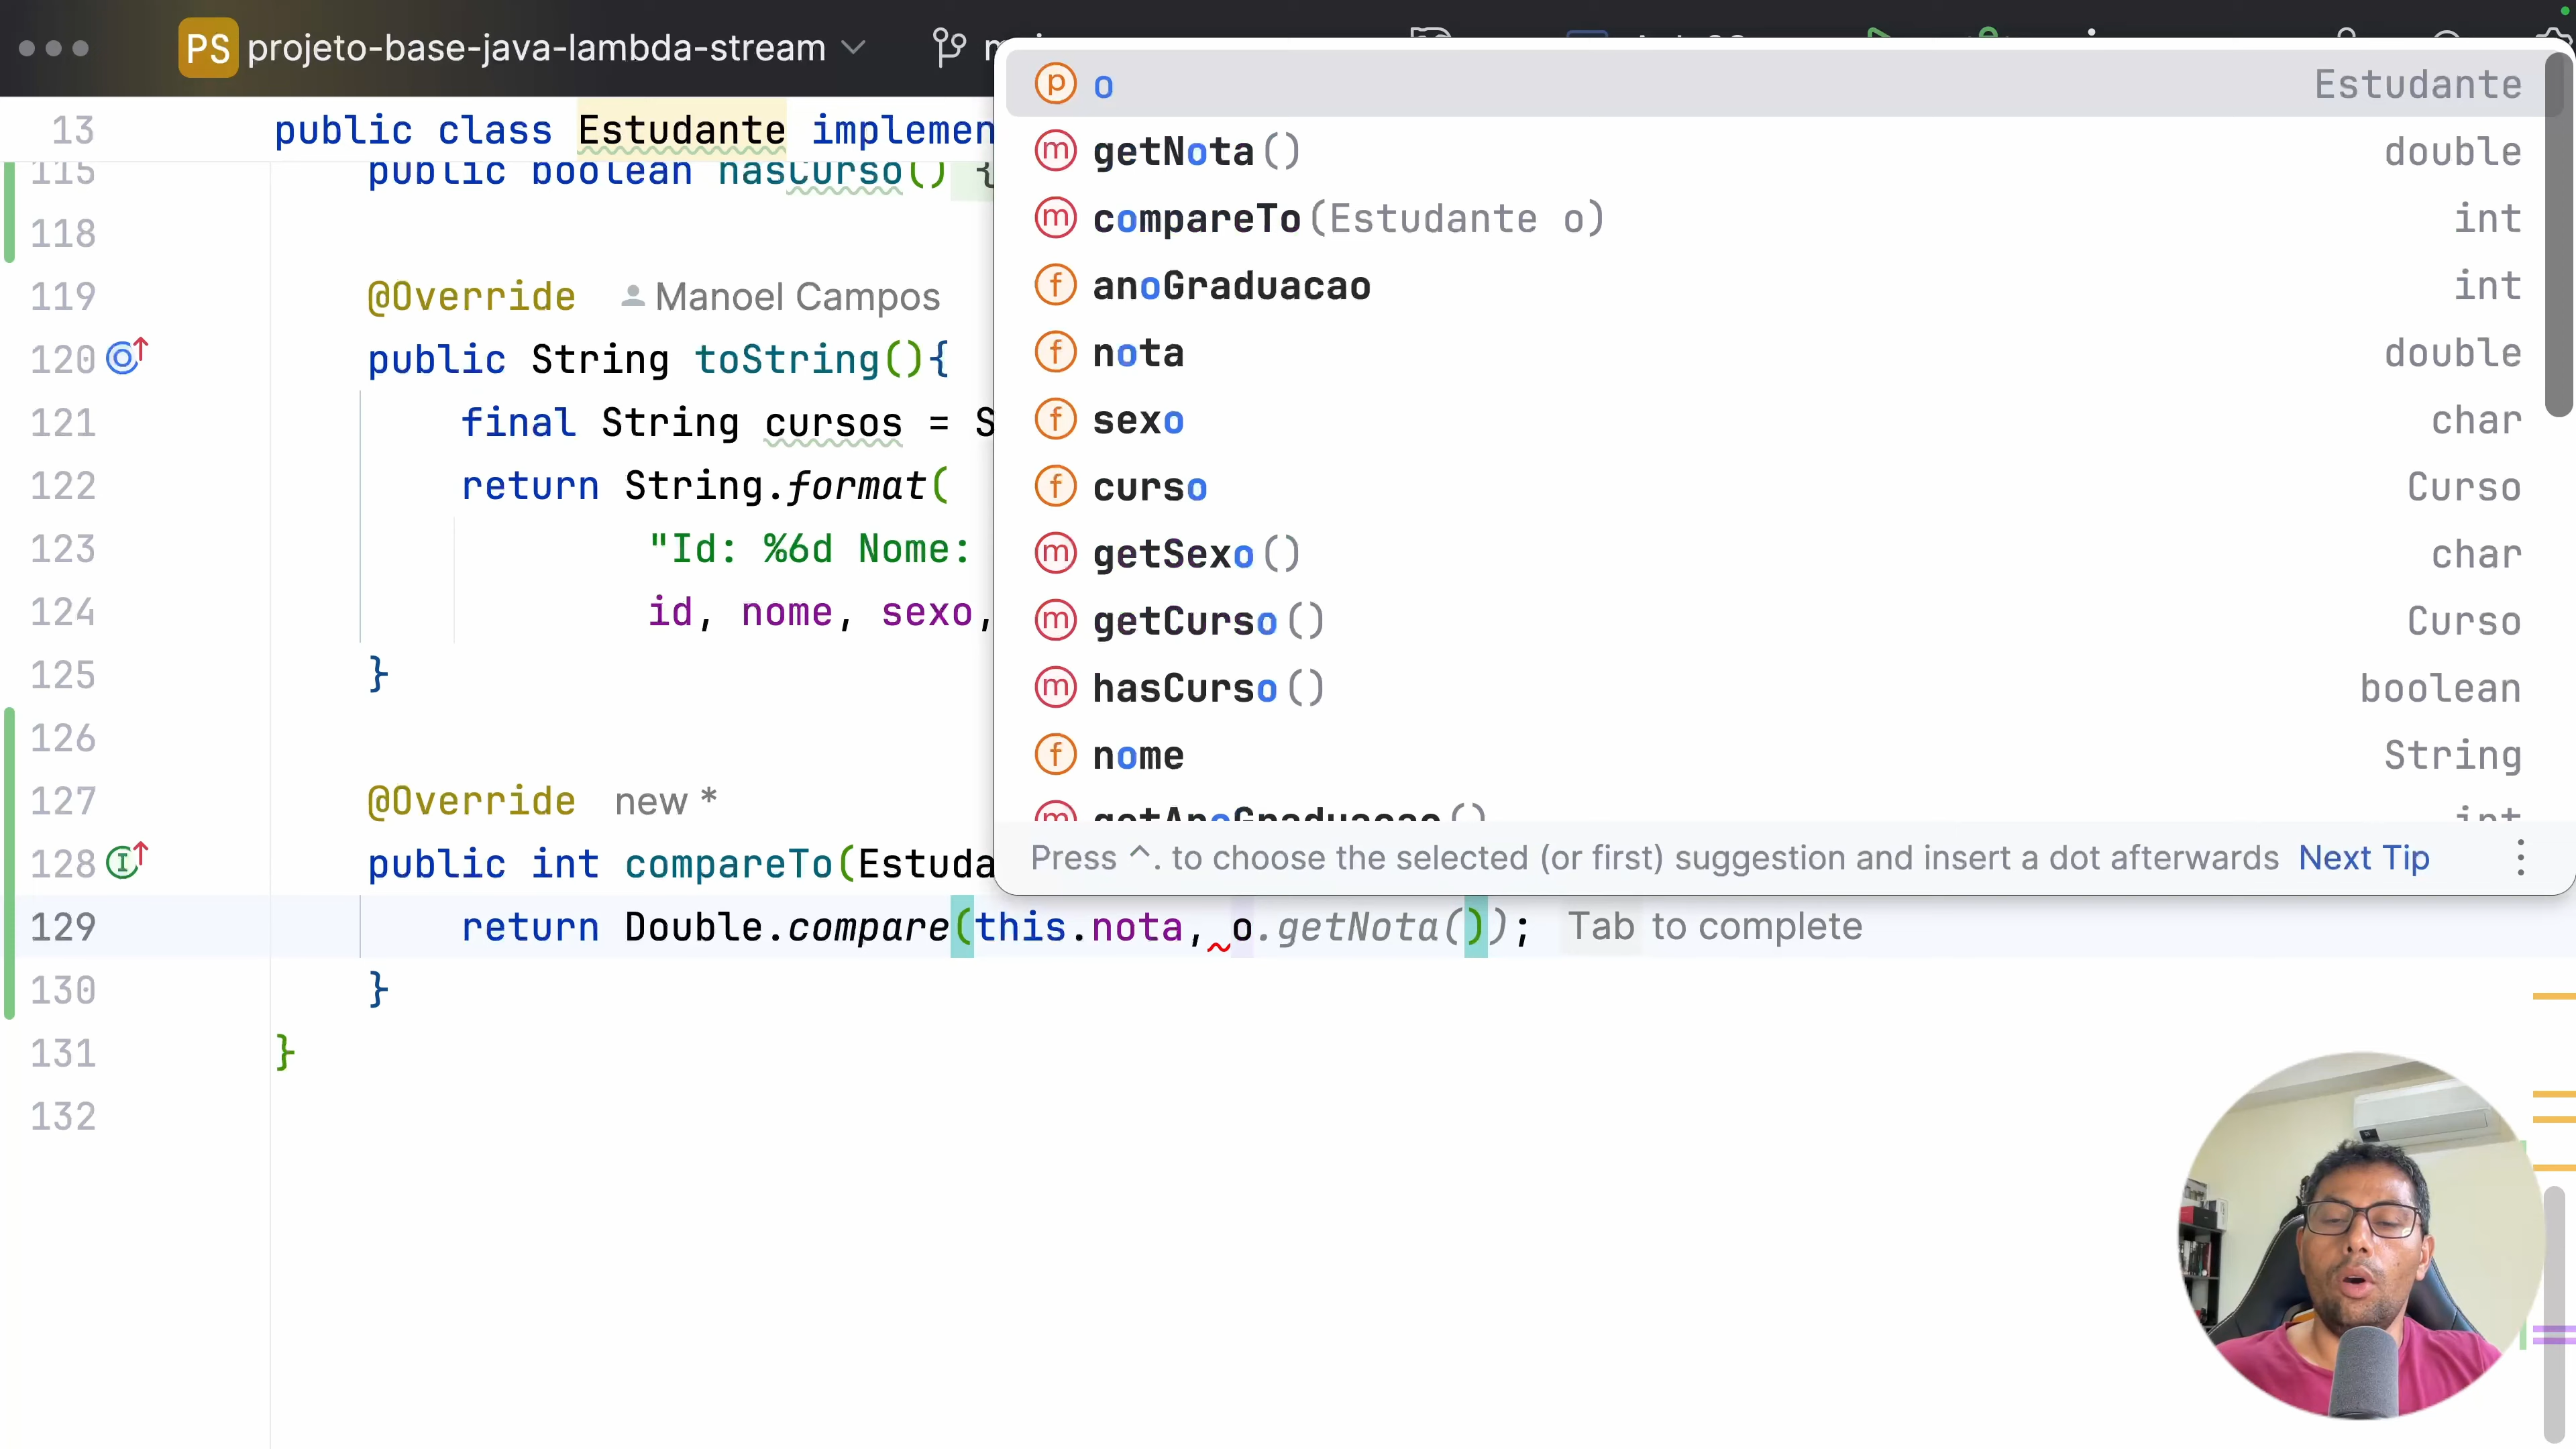 PS projeto-base-java-lambda-stream
13 public class Estudante implemen
115 public boolean hasCurso() {
118
119 @Override Manoel Campos
120 public String toString(){
121 final String cursos = S
122 return String.format(
123 "Id: %6d Nome:
124 id, nome, sexo,
125 }
126
127 @Override new *
128 public int compareTo(Estuda
129 return Double.compare(this.nota, o.getNota()); Tab to complete
130 }
131 }
132
o Estudante
getNota() double
compareTo(Estudante o) int
anoGraduacao int
nota double
sexo char
curso Curso
getSexo() char
getCurso() Curso
hasCurso() boolean
nome String
getAnoGraduacao() int
Press ^. to choose the selected (or first) suggestion and insert a dot afterwards Next Tip